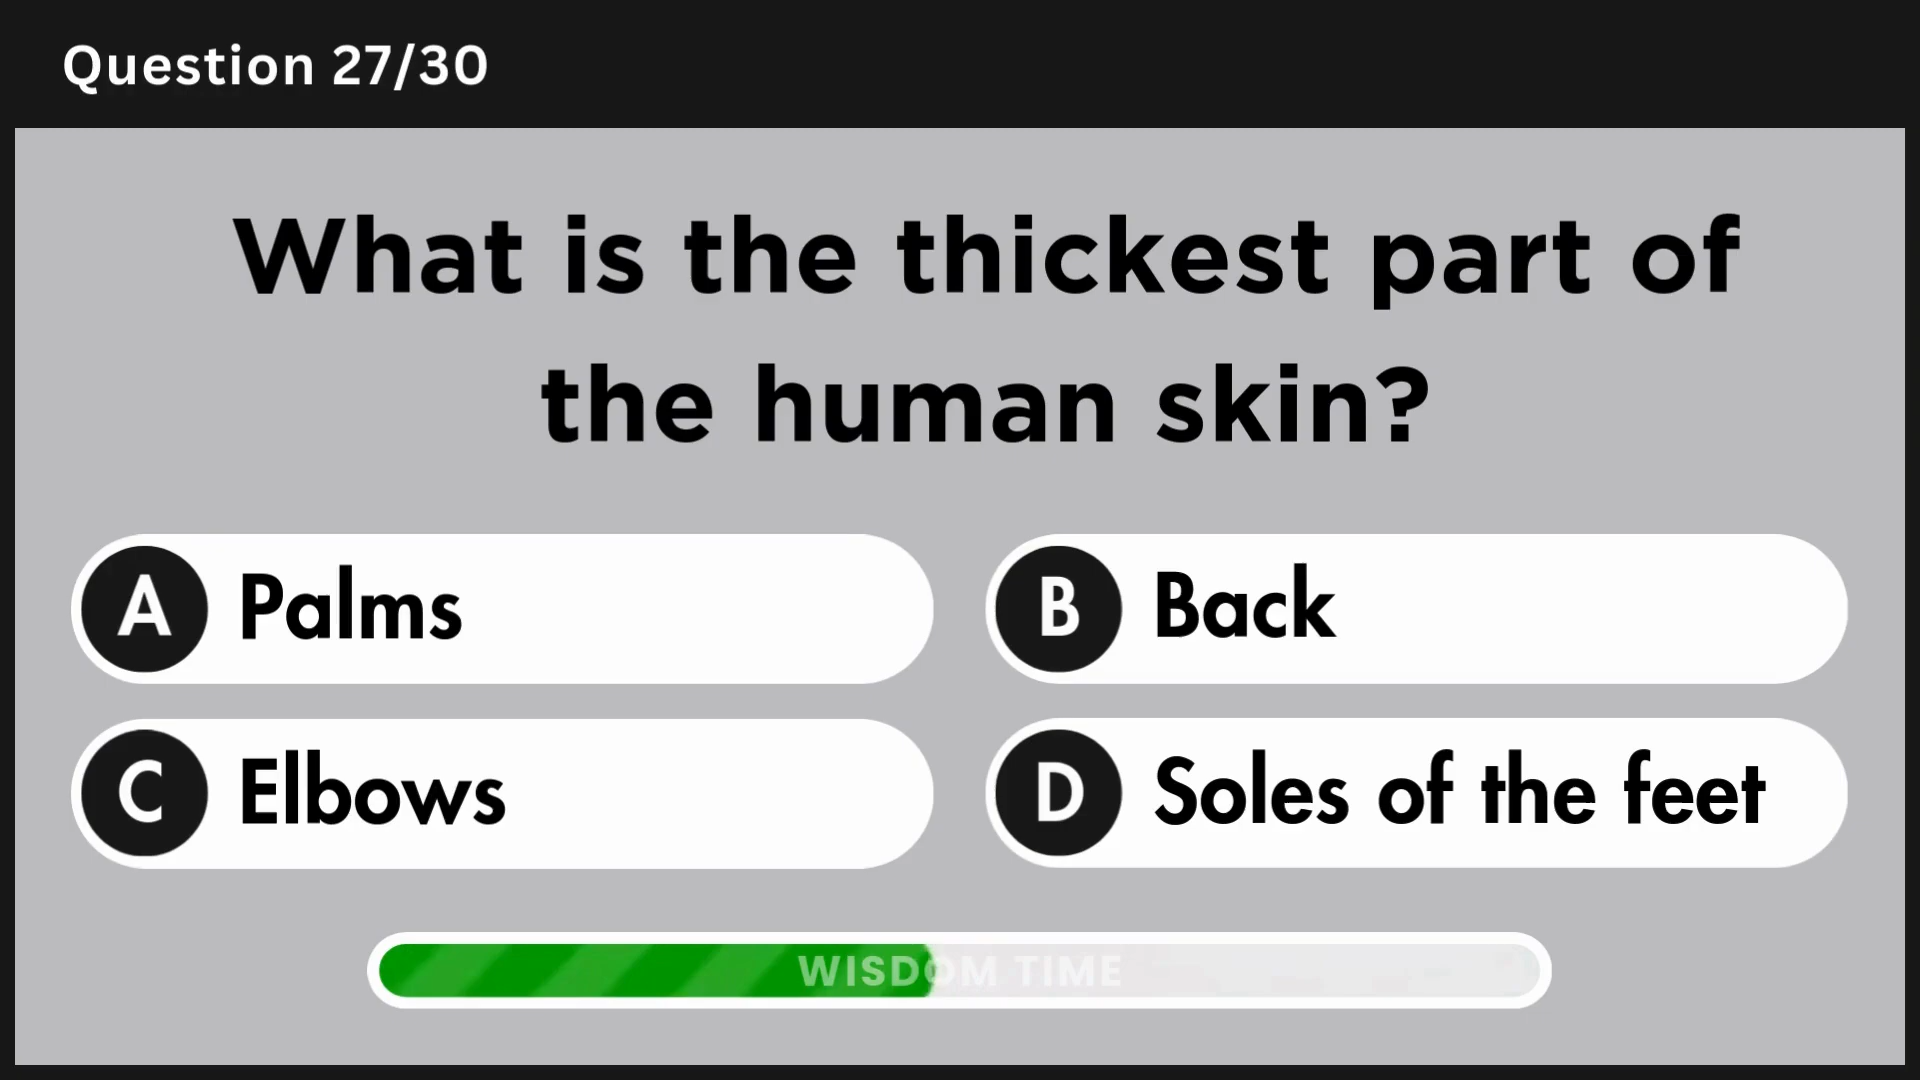 Question 27/30
What is the thickest part of
the human skin?
A Palms
B Back
C Elbows
D Soles of the feet
WISDOM TIME